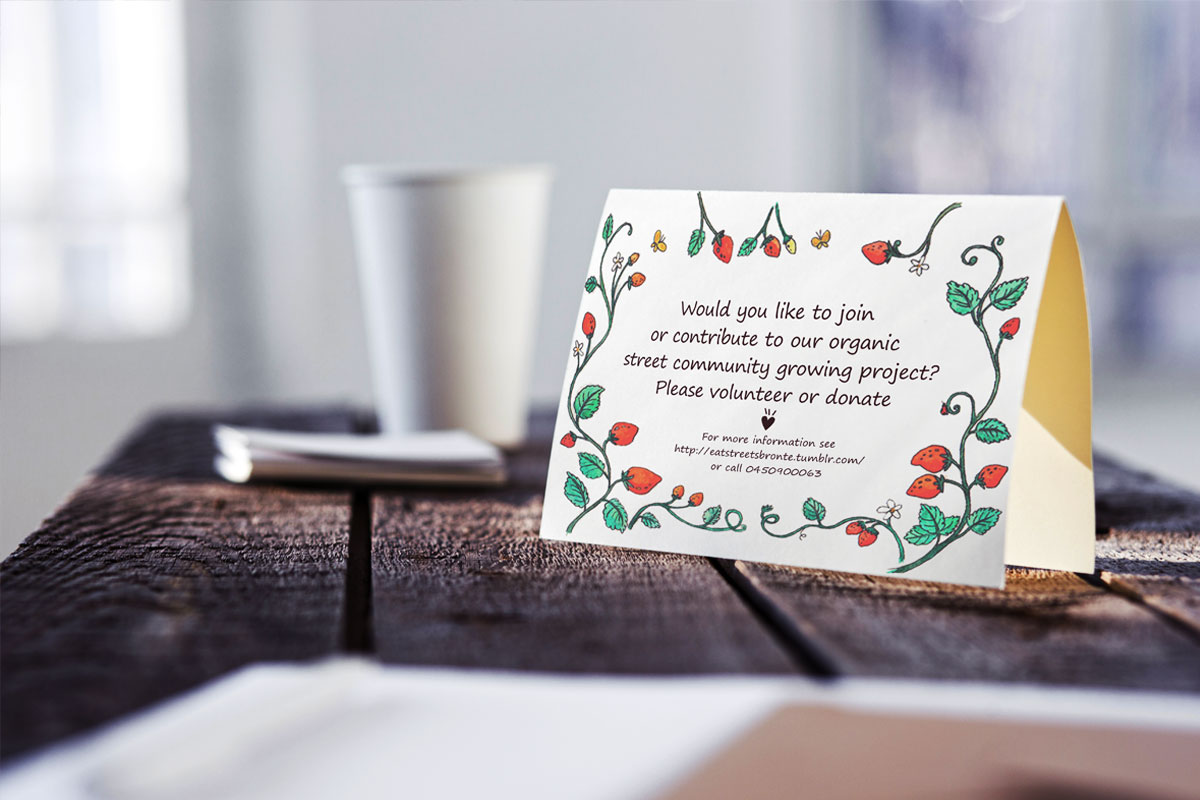 Would you like to join
or contribute to our organic
street community growing project?
Please volunteer or donate
For more information see
http://eatstreetsbronte.tumblr.com/
or call 0450900063